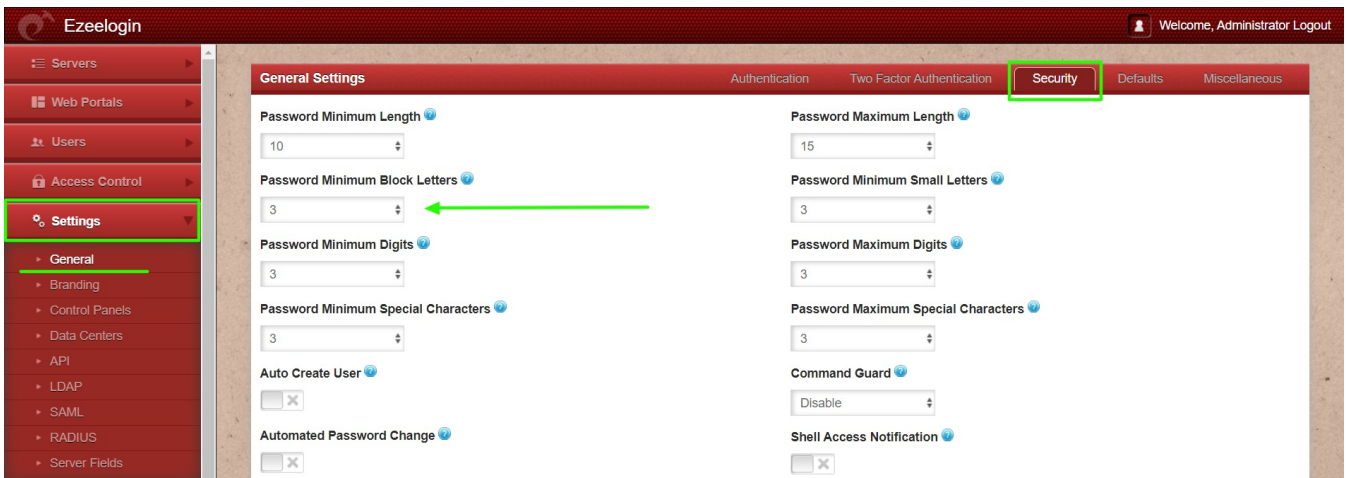 Ezeelogin
Welcome, Administrator Logout
Servers
Web Portals
Users
Access Control
Settings
General
Branding
Control Panels
Data Centers
API
LDAP
SAML
RADIUS
Server Fields
General Settings
Authentication Two Factor Authentication Security Defaults Miscellaneous
Password Minimum Length Password Maximum Length
10 15
Password Minimum Block Letters Password Minimum Small Letters
3 3
Password Minimum Digits Password Maximum Digits
3 3
Password Minimum Special Characters Password Maximum Special Characters
3 3
Auto Create User Command Guard
Disable
Automated Password Change Shell Access Notification